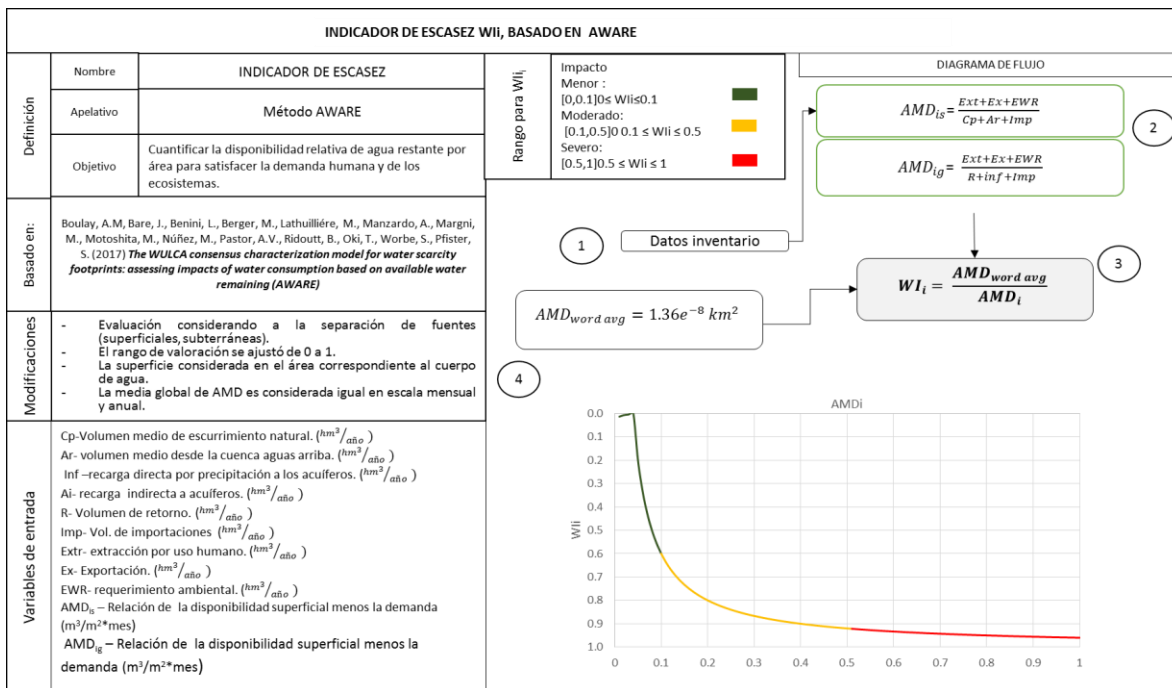 INDICADOR DE ESCASEZ WIi, BASADO EN AWARE
Definición
Nombre
INDICADOR DE ESCASEZ
Apelativo
Método AWARE
Objetivo
Cuantificar la disponibilidad relativa de agua restante por
área para satisfacer la demanda humana y de los
ecosistemas.
Basado en:
Boulay, A.M, Bare, J., Benini, L., Berger, M., Lathuilliére, M., Manzardo, A., Margni,
M., Motoshita, M., Núñez, M., Pastor, A.V., Ridoutt, B., Oki, T., Worbe, S., Pfister,
S. (2017) The WULCA consensus characterization model for water scarcity
footprints: assessing impacts of water consumption based on available water
remaining (AWARE)
Modificaciones
- Evaluación considerando a la separación de fuentes
(superficiales, subterráneas).
- El rango de valoración se ajustó de 0 a 1.
- La superficie considerada en el área correspondiente al cuerpo
de agua.
- La media global de AMD es considerada igual en escala mensual
y anual.
Variables de entrada
Cp-Volumen medio de escurrimiento natural. (hm³/año )
Ar- volumen medio desde la cuenca aguas arriba. (hm³/año )
Inf –recarga directa por precipitación a los acuíferos. (hm³/año )
Ai- recarga indirecta a acuíferos. (hm³/año )
R- Volumen de retorno. (hm³/año )
Imp- Vol. de importaciones (hm³/año )
Extr- extracción por uso humano. (hm³/año )
Ex- Exportación. (hm³/año )
EWR- requerimiento ambiental. (hm³/año )
AMDis – Relación de la disponibilidad superficial menos la demanda
(m³/m²*mes)
AMDig – Relación de la disponibilidad superficial menos la
demanda (m³/m²*mes)
Rango para WIIi
Impacto
Menor :
[0,0.1]0≤ WIi≤0.1
Moderado:
[0.1,0.5]0 0.1 ≤ WIi ≤ 0.5
Severo:
[0.5,1]0.5 ≤ WIi ≤ 1
DIAGRAMA DE FLUJO
AMDis = Ext+Ex+EWR / Cp+Ar+Imp
2
AMDig = Ext+Ex+EWR / R+inf+Imp
1
Datos inventario
3
WIi = AMDword avg / AMDi
AMDword avg = 1.36e⁻⁸ km²
4
AMDi
WIi
0.0
0.1
0.2
0.3
0.4
0.5
0.6
0.7
0.8
0.9
1.0
0 0.1 0.2 0.3 0.4 0.5 0.6 0.7 0.8 0.9 1